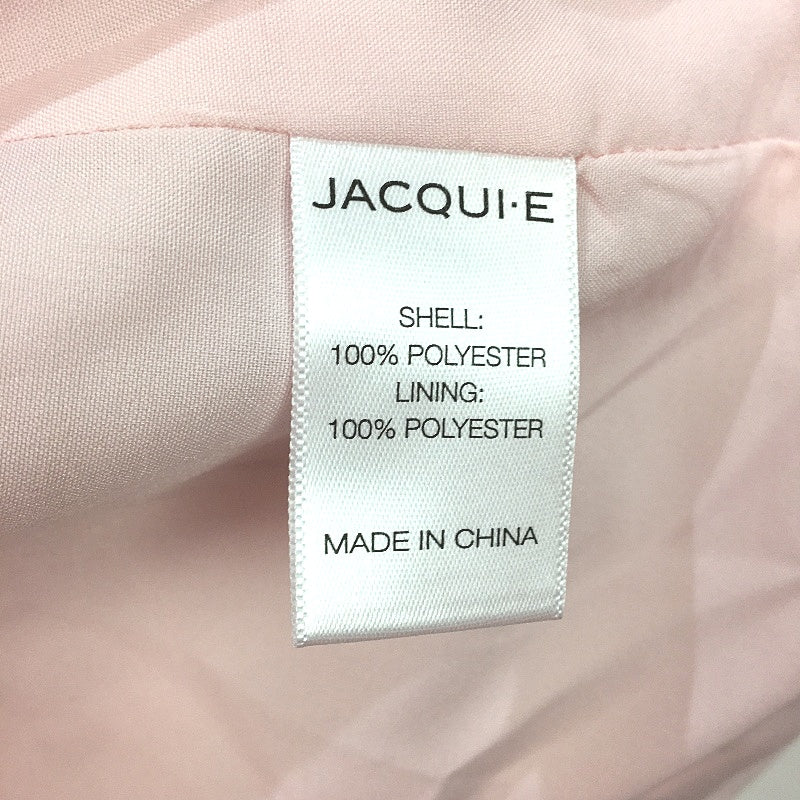 JACQUI·E
SHELL:
100% POLYESTER
LINING:
100% POLYESTER
MADE IN CHINA